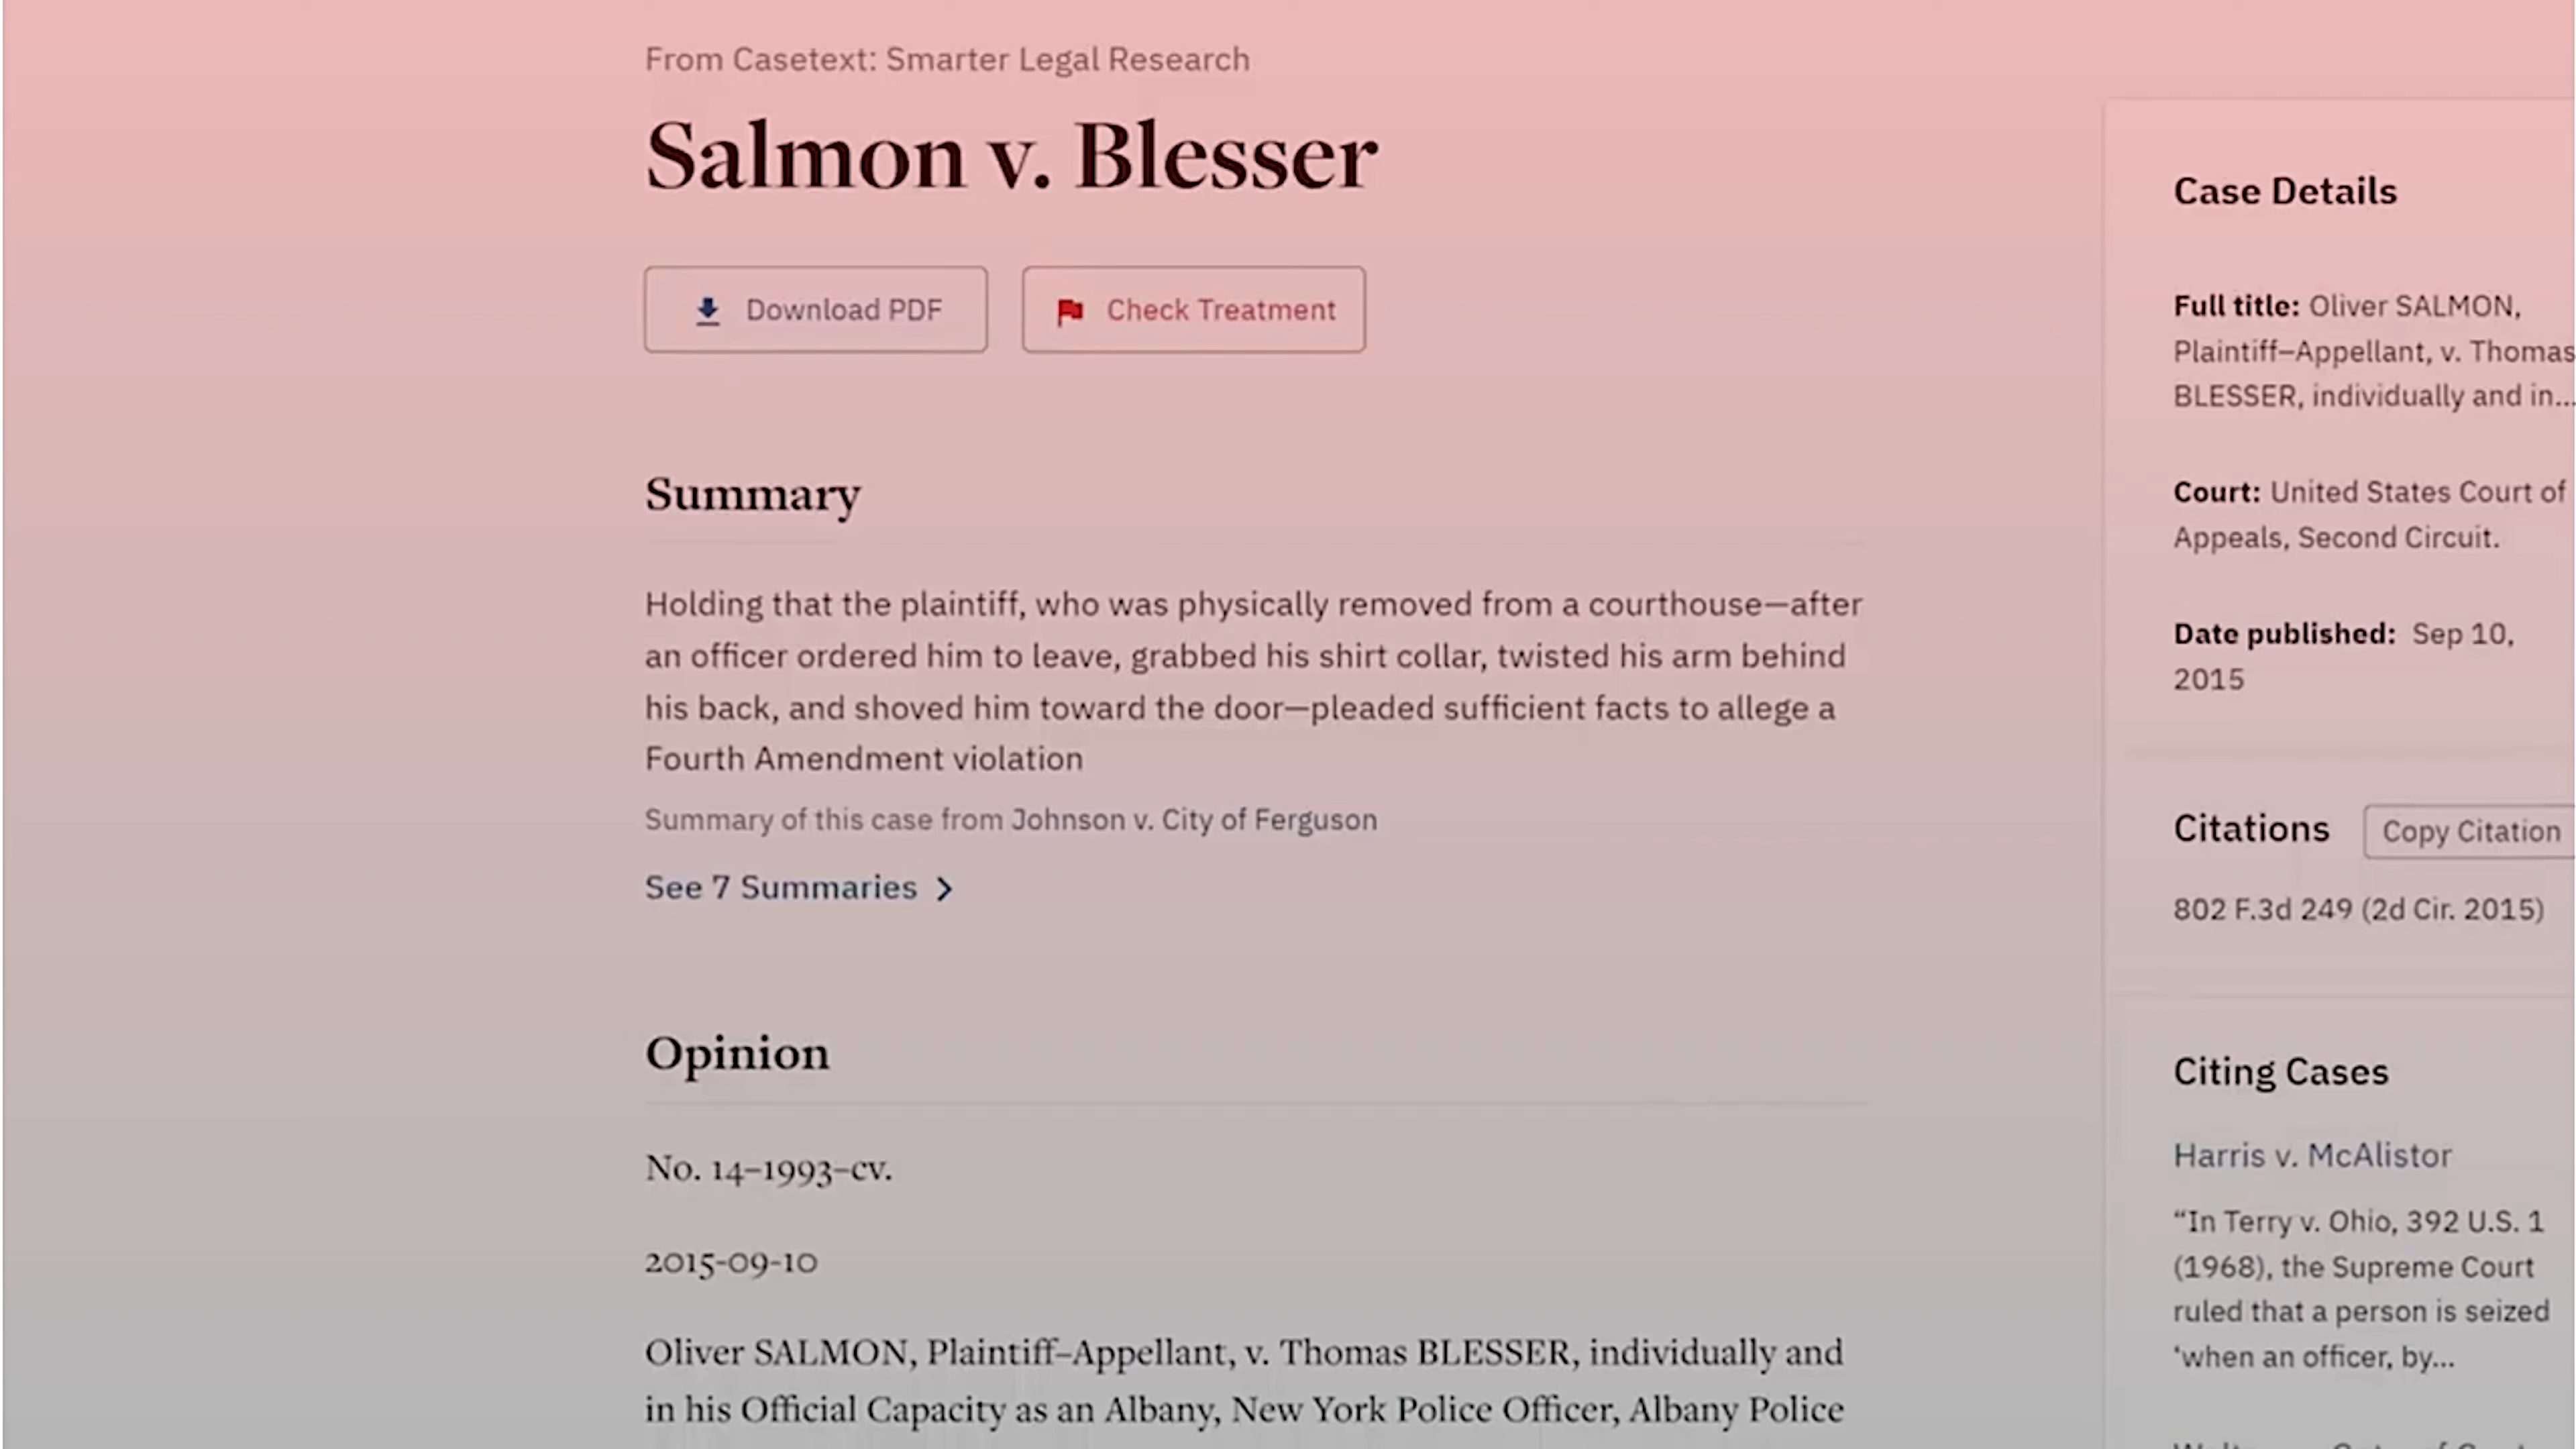 From Casetext: Smarter Legal Research
Salmon v. Blesser
Download PDF
Check Treatment
Summary
Holding that the plaintiff, who was physically removed from a courthouse—after
an officer ordered him to leave, grabbed his shirt collar, twisted his arm behind
his back, and shoved him toward the door—pleaded sufficient facts to allege a
Fourth Amendment violation
Summary of this case from Johnson v. City of Ferguson
See 7 Summaries
Opinion
No. 14–1993–cv.
2015-09-10
Oliver SALMON, Plaintiff–Appellant, v. Thomas BLESSER, individually and
in his Official Capacity as an Albany, New York Police Officer, Albany Police
Case Details
Full title: Oliver SALMON,
Plaintiff–Appellant, v. Thomas
BLESSER, individually and in...
Court: United States Court of
Appeals, Second Circuit.
Date published: Sep 10,
2015
Citations
Copy Citation
802 F.3d 249 (2d Cir. 2015)
Citing Cases
Harris v. McAlistor
“In Terry v. Ohio, 392 U.S. 1
(1968), the Supreme Court
ruled that a person is seized
‘when an officer, by...